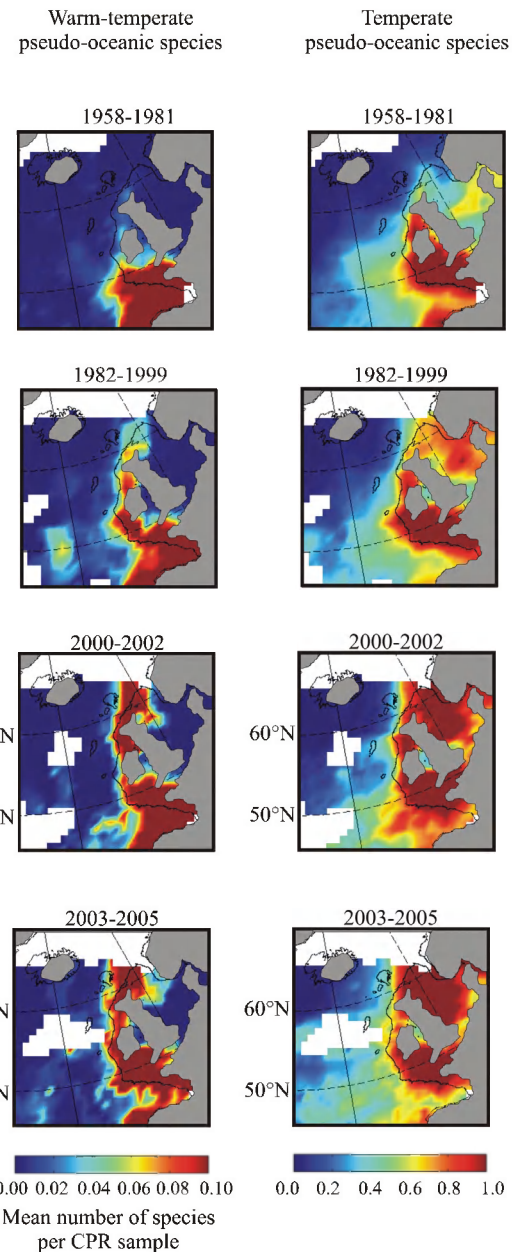 Warm-temperate
pseudo-oceanic species
Temperate
pseudo-oceanic species
1958-1981
1958-1981
1982-1999
1982-1999
2000-2002
2000-2002
N
60°N
N
50°N
2003-2005
2003-2005
N
60°N
N
50°N
0.00 0.02 0.04 0.06 0.08 0.10
0.0 0.2 0.4 0.6 0.8 1.0
Mean number of species
per CPR sample